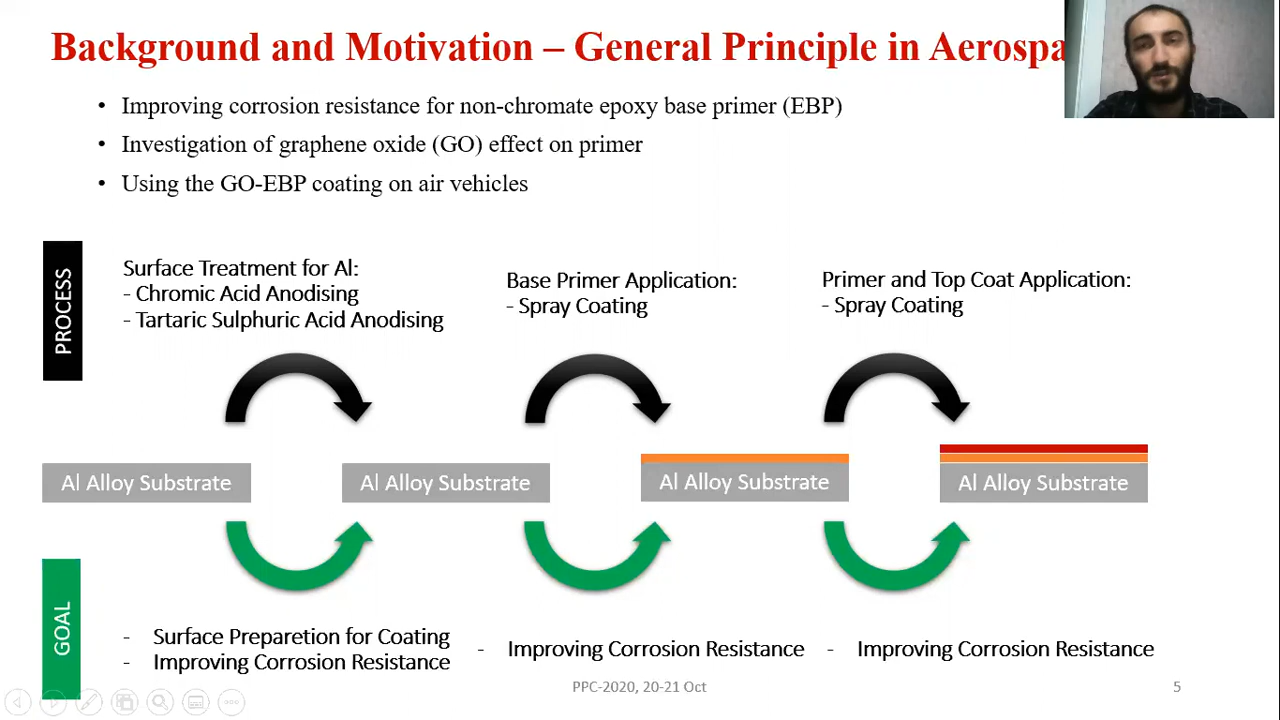 Background and Motivation – General Principle in Aerospa
• Improving corrosion resistance for non-chromate epoxy base primer (EBP)
• Investigation of graphene oxide (GO) effect on primer
• Using the GO-EBP coating on air vehicles
PROCESS
Surface Treatment for Al:
- Chromic Acid Anodising
- Tartaric Sulphuric Acid Anodising
Base Primer Application:
- Spray Coating
Primer and Top Coat Application:
- Spray Coating
Al Alloy Substrate
Al Alloy Substrate
Al Alloy Substrate
Al Alloy Substrate
GOAL
- Surface Preparetion for Coating
- Improving Corrosion Resistance
- Improving Corrosion Resistance
- Improving Corrosion Resistance
PPC-2020, 20-21 Oct
5